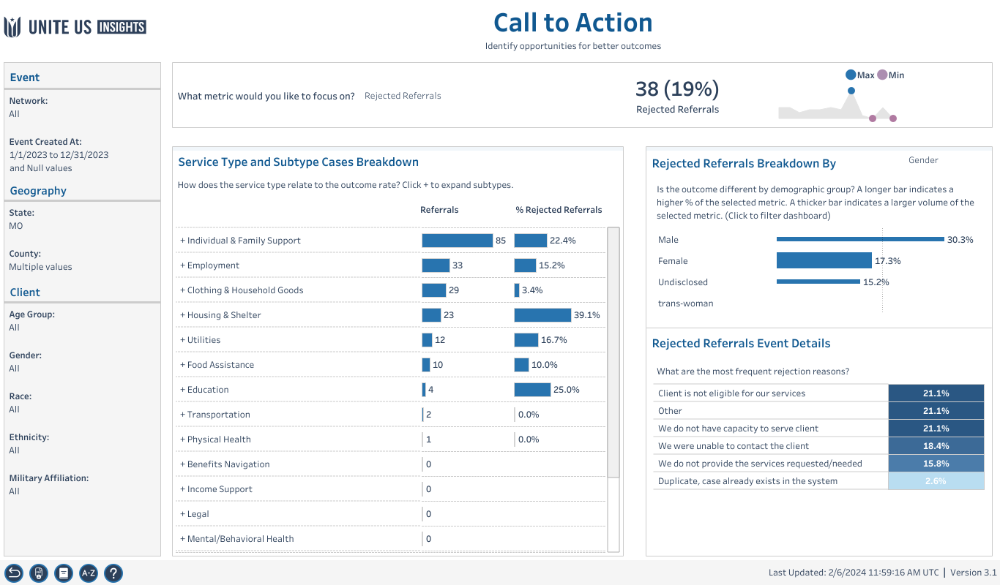 UNITE US INSIGHTS
Call to Action
Identify opportunities for better outcomes
Event
Network:
All
Event Created At:
1/1/2023 to 12/31/2023
and Null values
Geography
State:
MO
County:
Multiple values
Client
Age Group:
All
Gender:
All
Race:
All
Ethnicity:
All
Military Affiliation:
All
What metric would you like to focus on? Rejected Referrals
38 (19%)
Rejected Referrals
Max Min
Service Type and Subtype Cases Breakdown
How does the service type relate to the outcome rate? Click + to expand subtypes.
Referrals % Rejected Referrals
+ Individual & Family Support 85 22.4%
+ Employment 33 15.2%
+ Clothing & Household Goods 29 3.4%
+ Housing & Shelter 23 39.1%
+ Utilities 12 16.7%
+ Food Assistance 10 10.0%
+ Education 4 25.0%
+ Transportation 2 0.0%
+ Physical Health 1 0.0%
+ Benefits Navigation 0
+ Income Support 0
+ Legal 0
+ Mental/Behavioral Health 0
Rejected Referrals Breakdown By Gender
Is the outcome different by demographic group? A longer bar indicates a
higher % of the selected metric. A thicker bar indicates a larger volume of the
selected metric. (Click to filter dashboard)
Male 30.3%
Female 17.3%
Undisclosed 15.2%
trans-woman
Rejected Referrals Event Details
What are the most frequent rejection reasons?
Client is not eligible for our services 21.1%
Other 21.1%
We do not have capacity to serve client 21.1%
We were unable to contact the client 18.4%
We do not provide the services requested/needed 15.8%
Duplicate, case already exists in the system 2.6%
A-Z ?
Last Updated: 2/6/2024 11:59:16 AM UTC | Version 3.1